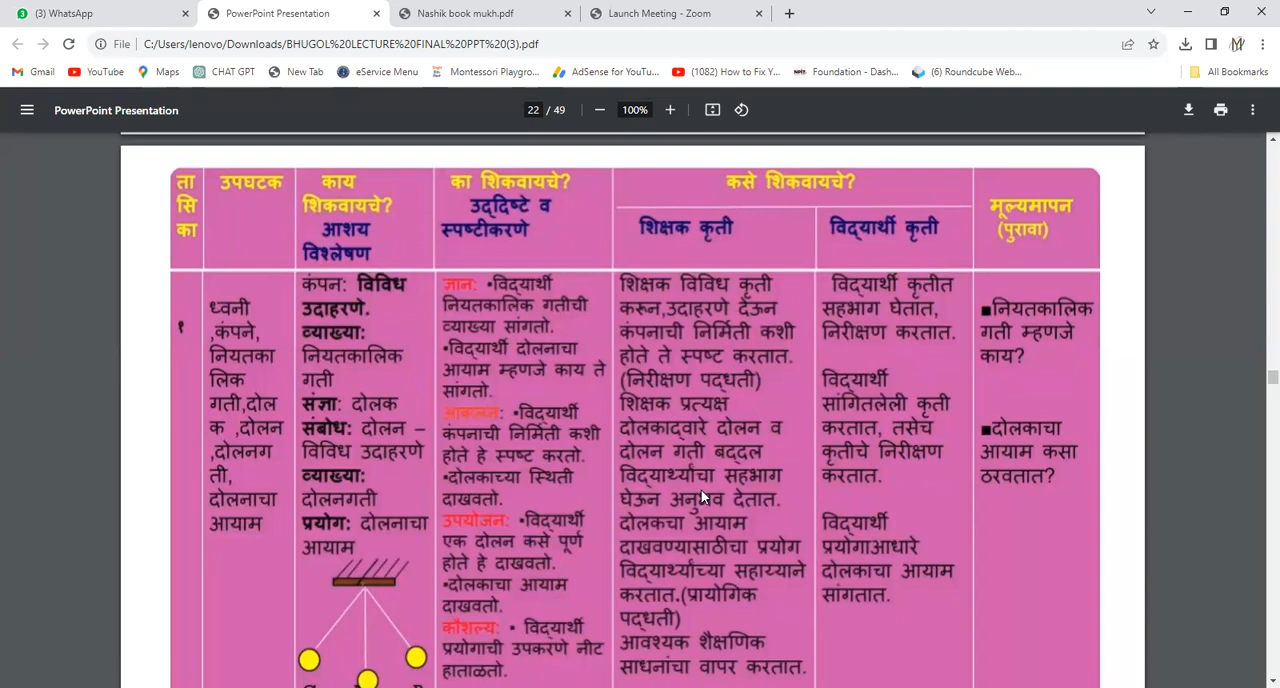 (3) WhatsApp
PowerPoint Presentation
Nashik book mukh.pdf
Launch Meeting - Zoom
File
C:/Users/lenovo/Downloads/BHUGOL%20LECTURE%20FINAL%20PPT%20(3).pdf
Gmail
YouTube
Maps
CHAT GPT
New Tab
eService Menu
Montessori Playgro...
AdSense for YouTu...
(1082) How to Fix Y...
Foundation - Dash...
(6) Roundcube Web...
All Bookmarks
PowerPoint Presentation
22 / 49
100%
ता
सि
का
उपघटक
काय
शिकवायचे?
आशय
विश्लेषण
का शिकवायचे?
उद्दिष्टे व
स्पष्टीकरणे
कसे शिकवायचे?
शिक्षक कृती
विद्यार्थी कृती
मूल्यमापन
(पुरावा)
१
ध्वनी
,कंपने,
नियतका
लिक
गती,दोल
क ,दोलन
,दोलनग
ती,
दोलनाचा
आयाम
कंपन: विविध
उदाहरणे.
व्याख्या:
नियतकालिक
गती
संज्ञा: दोलक
संबोध: दोलन –
विविध उदाहरणे
व्याख्या:
दोलनगती
प्रयोग: दोलनाचा
आयाम
ज्ञान: •विद्यार्थी
नियतकालिक गतीची
व्याख्या सांगतो.
•विद्यार्थी दोलनाचा
आयाम म्हणजे काय ते
सांगतो.
आकलन: •विद्यार्थी
कंपनाची निर्मिती कशी
होते हे स्पष्ट करतो.
•दोलकाच्या स्थिती
दाखवतो.
उपयोजन: •विद्यार्थी
एक दोलन कसे पूर्ण
होते हे दाखवतो.
•दोलकाचा आयाम
दाखवतो.
कौशल्य: • विद्यार्थी
प्रयोगाची उपकरणे नीट
हाताळतो.
शिक्षक विविध कृती
करून,उदाहरणे देऊन
कंपनाची निर्मिती कशी
होते ते स्पष्ट करतात.
(निरीक्षण पद्धती)
शिक्षक प्रत्यक्ष
दोलकाद्वारे दोलन व
दोलन गती बद्दल
विद्यार्थ्यांचा सहभाग
घेऊन अनुभव देतात.
दोलकचा आयाम
दाखवण्यासाठीचा प्रयोग
विद्यार्थ्यांच्या सहाय्याने
करतात.(प्रायोगिक
पद्धती)
आवश्यक शैक्षणिक
साधनांचा वापर करतात.
विद्यार्थी कृतीत
सहभाग घेतात,
निरीक्षण करतात.
विद्यार्थी
सांगितलेली कृती
करतात, तसेच
कृतीचे निरीक्षण
करतात.
विद्यार्थी
प्रयोगाआधारे
दोलकाचा आयाम
सांगतात.
■नियतकालिक
गती म्हणजे
काय?
■दोलकाचा
आयाम कसा
ठरवतात?